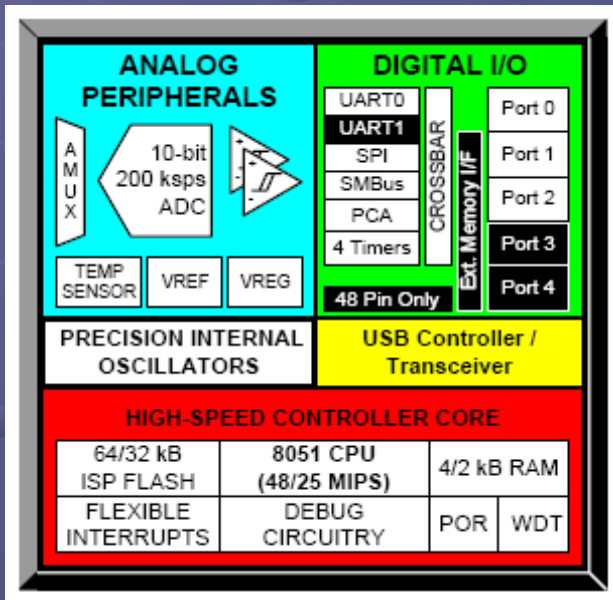 ANALOG
PERIPHERALS
AMUX
10-bit
200 ksps
ADC
+
-
+
-
TEMP
SENSOR
VREF
VREG
DIGITAL I/O
UART0
UART1
SPI
SMBus
PCA
4 Timers
CROSSBAR
Ext. Memory I/F
Port 0
Port 1
Port 2
Port 3
Port 4
48 Pin Only
PRECISION INTERNAL
OSCILLATORS
USB Controller /
Transceiver
HIGH-SPEED CONTROLLER CORE
64/32 kB
ISP FLASH
8051 CPU
(48/25 MIPS)
4/2 kB RAM
FLEXIBLE
INTERRUPTS
DEBUG
CIRCUITRY
POR
WDT